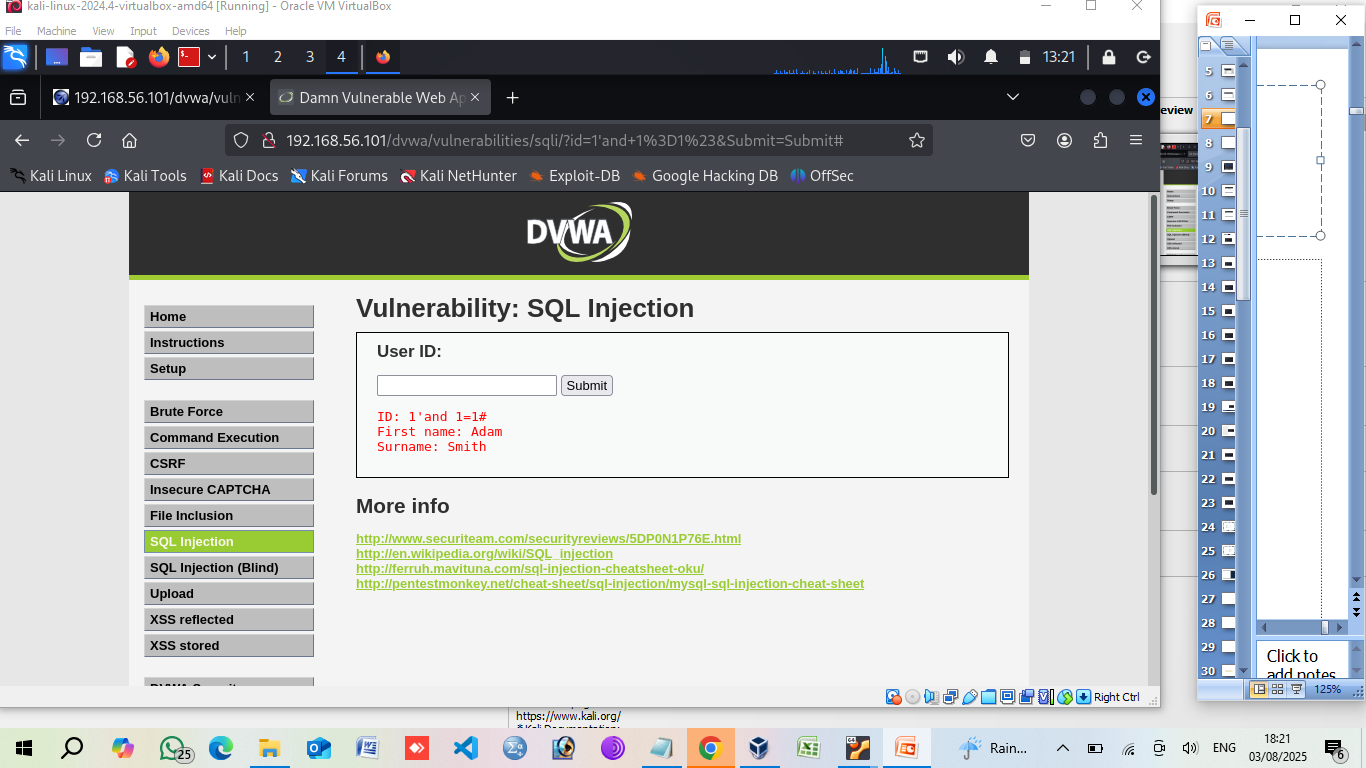 kali-linux-2024.4-virtualbox-amd64 [Running] - Oracle VM VirtualBox
File Machine View Input Devices Help
1 2 3 4
13:21
192.168.56.101/dvwa/vuln
Damn Vulnerable Web Ap
192.168.56.101/dvwa/vulnerabilities/sqli/?id=1'and+1%3D1%23&Submit=Submit#
Kali Linux Kali Tools Kali Docs Kali Forums Kali NetHunter Exploit-DB Google Hacking DB OffSec
DVWA
Home
Instructions
Setup
Brute Force
Command Execution
CSRF
Insecure CAPTCHA
File Inclusion
SQL Injection
SQL Injection (Blind)
Upload
XSS reflected
XSS stored
Vulnerability: SQL Injection
User ID:
Submit
ID: 1'and 1=1#
First name: Adam
Surname: Smith
More info
http://www.securiteam.com/securityreviews/5DP0N1P76E.html
http://en.wikipedia.org/wiki/SQL_injection
http://ferruh.mavituna.com/sql-injection-cheatsheet-oku/
http://pentestmonkey.net/cheat-sheet/sql-injection/mysql-sql-injection-cheat-sheet
Right Ctrl
https://www.kali.org/
eview
5
6
7
8
9
10
11
12
13
14
15
16
17
18
19
20
21
22
23
24
25
26
27
28
29
30
Click to
add notes
125%
25
Rain...
ENG
18:21
03/08/2025
6